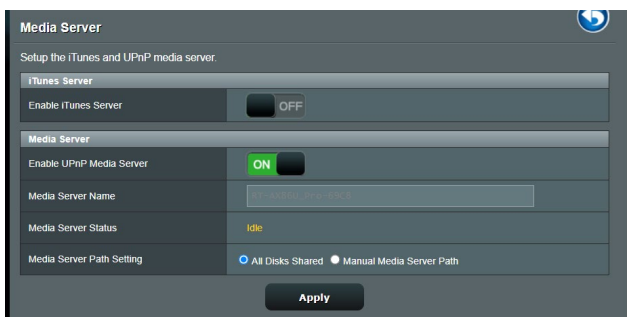 Media Server
Setup the iTunes and UPnP media server.
iTunes Server
Enable iTunes Server OFF
Media Server
Enable UPnP Media Server ON
Media Server Name
Media Server Status Idle
Media Server Path Setting All Disks Shared Manual Media Server Path
Apply